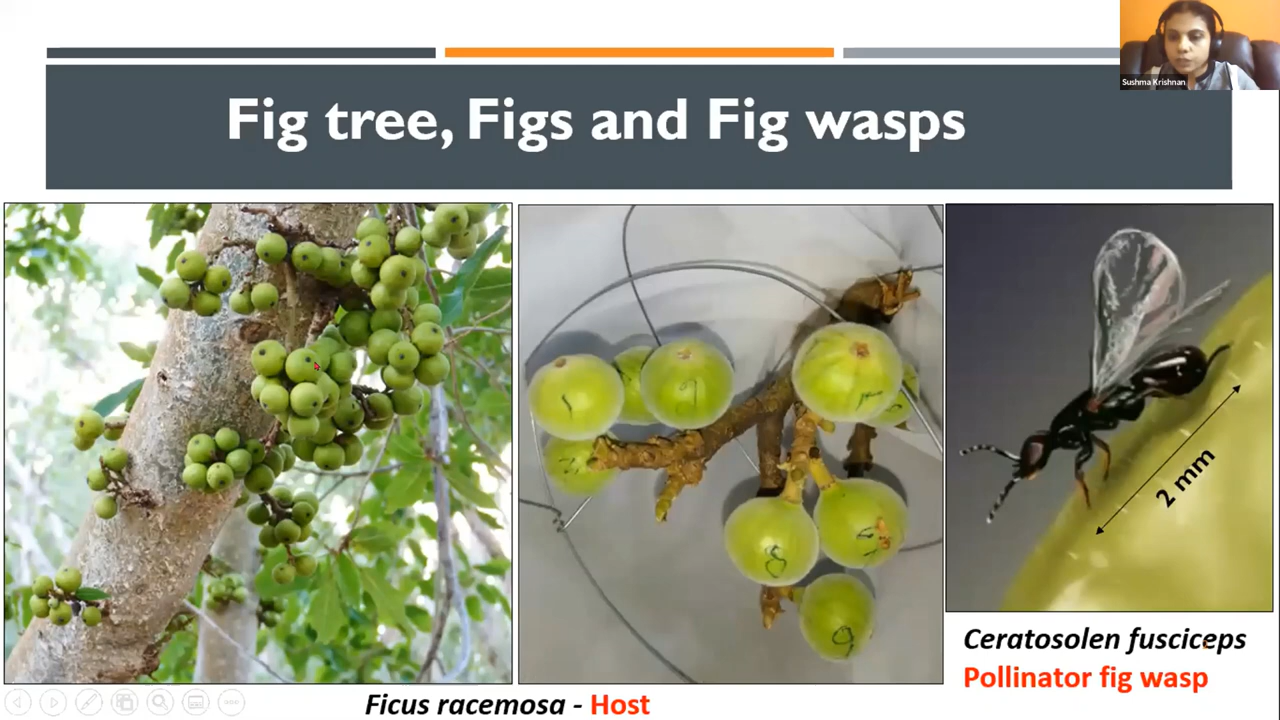 Sushma Krishnan
Fig tree, Figs and Fig wasps
2 mm
Ceratosolen fusciceps
Pollinator fig wasp
Ficus racemosa - Host